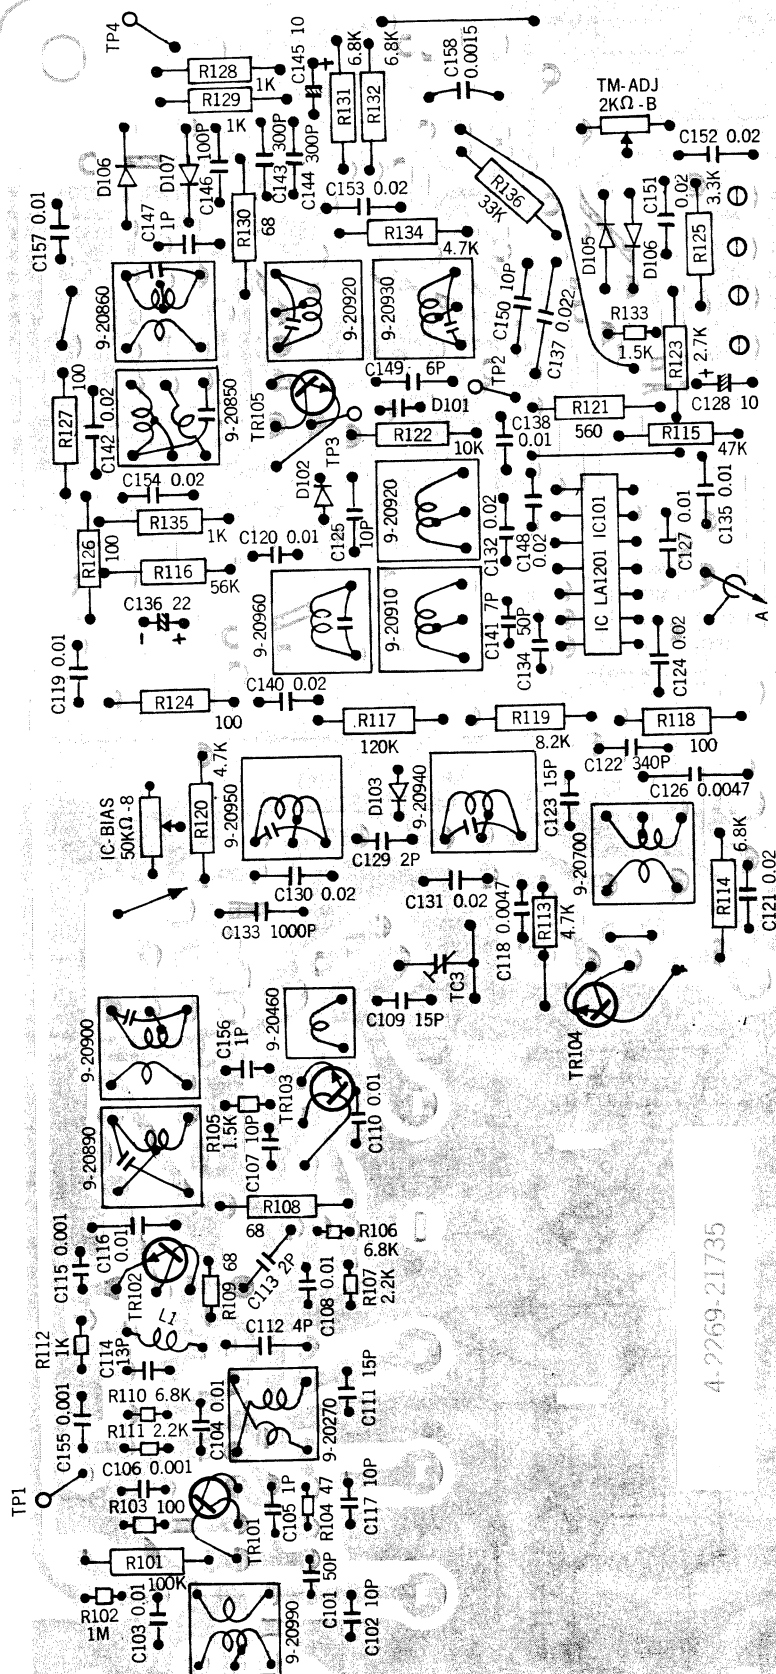 TP4
R128
1K
R129
1K
C145 10
+
6.8K
R131
6.8K
R132
C158
0.0015
TM-ADJ
2KΩ-B
C152 0.02
D106
D107
100P
C146
C143 300P
C144 300P
C153 0.02
R136
33K
C151
0.02
3.3K
R125
C157 0.01
C147
1P
R130
68
R134
4.7K
D105
D106
9-20860
9-20920
9-20930
C150 10P
C137 0.022
R133
1.5K
R123
2.7K
C149 6P
TP2
+
C128 10
100
R127
C142 0.02
9-20850
TR105
D101
R122
10K
TP3
C138
0.01
R121
560
R115
47K
C154 0.02
R135
1K
D102
C125
10P
9-20920
C132 0.02
C148
0.02
IC LA1201 IC101
C127 0.01
C135 0.01
R126
100
R116
56K
C120 0.01
C136 22
-
+
9-20960
9-20910
C141 7P
C134 50P
A
C119 0.01
R124
100
C140 0.02
C124 0.02
R117
120K
R119
8.2K
R118
100
C122 340P
C126 0.0047
IC-BIAS
50KΩ-8
R120
4.7K
9-20950
D103
9-20940
C123 15P
C129 2P
9-20700
R114
6.8K
C121 0.02
C130 0.02
C133 1000P
C131 0.02
C118 0.0047
R113
4.7K
TC3
C109 15P
TR104
9-20900
C156
1P
9-20460
R105
1.5K
TR103
C110 0.01
9-20890
C107 10P
R108
68
R106
6.8K
C115 0.001
C116
0.01
TR102
R109 68
C113 2P
C108 0.01
R107
2.2K
4-2269-21735
R112
1K
L1
C114
13P
C112 4P
C155 0.001
R110 6.8K
R111 2.2K
C104 0.01
9-20270
C111 15P
TP1
C106 0.001
R103 100
TR101
C105 1P
R104 47
C117 10P
R101
100K
R102
1M
C103 0.01
9-20990
C101 50P
C102 10P